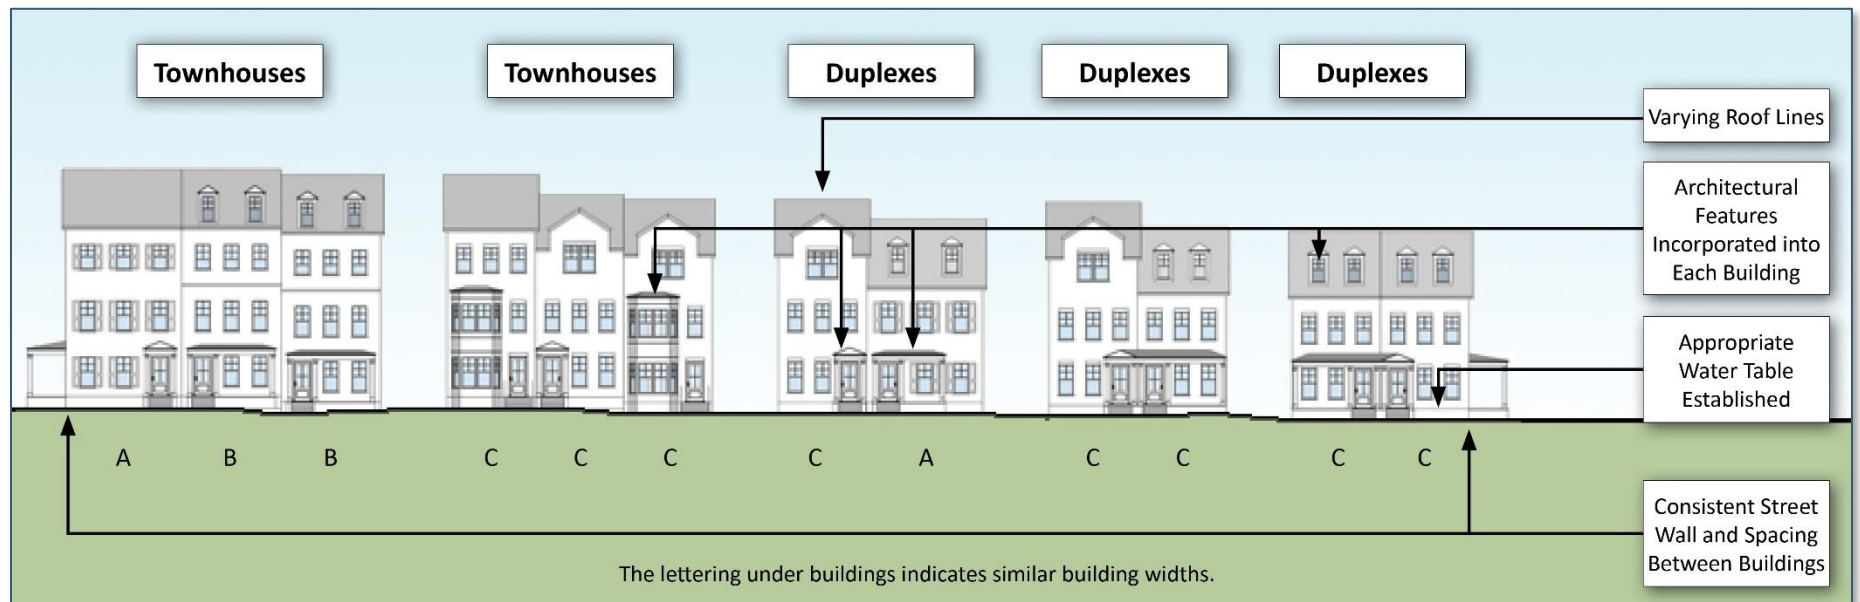 Townhouses
Townhouses
Duplexes
Duplexes
Duplexes
Varying Roof Lines
Architectural
Features
Incorporated into
Each Building
Appropriate
Water Table
Established
A B B C C C C A C C C C
Consistent Street
Wall and Spacing
Between Buildings
The lettering under buildings indicates similar building widths.